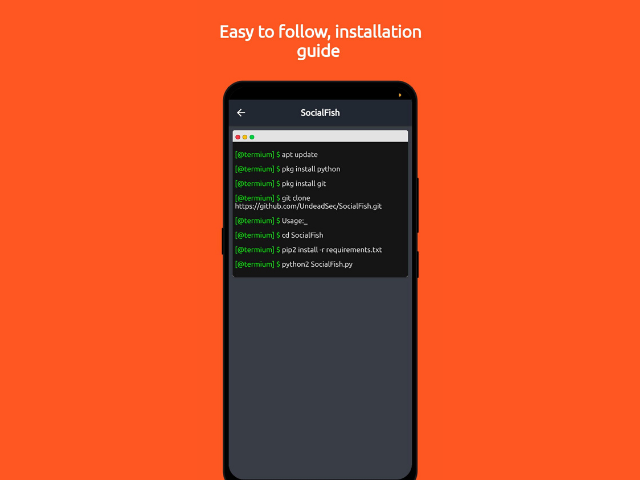 Easy to follow, installation
guide
SocialFish
[@termium] $ apt update
[@termium] $ pkg install python
[@termium] $ pkg install git
[@termium] $ git clone
https://github.com/UndeadSec/SocialFish.git
[@termium] $ Usage:_
[@termium] $ cd SocialFish
[@termium] $ pip2 install -r requirements.txt
[@termium] $ python2 SocialFish.py